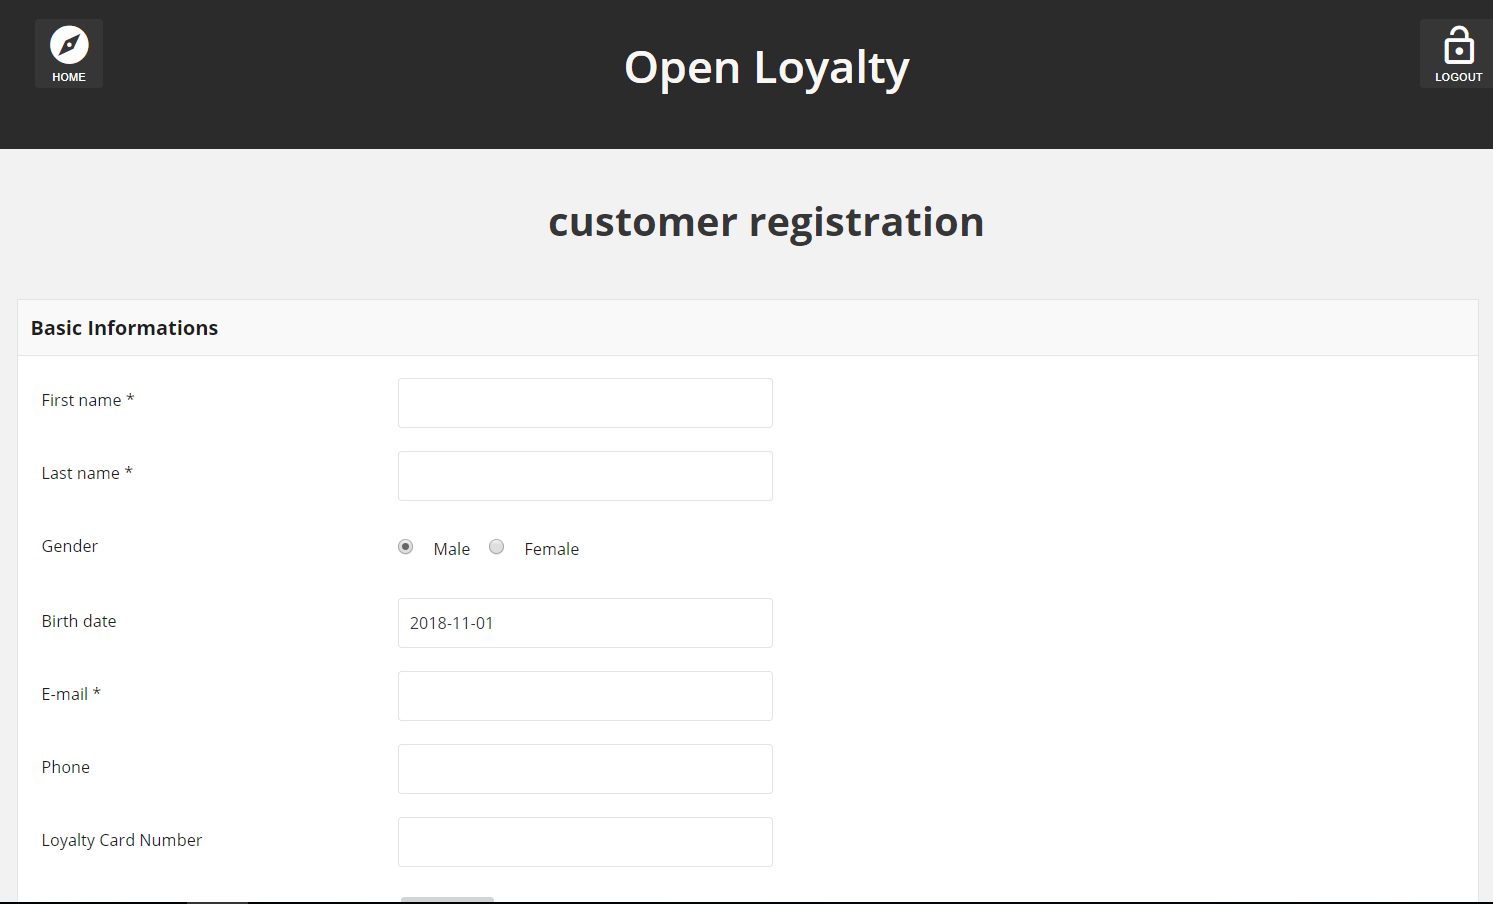 HOME
Open Loyalty
LOGOUT
customer registration
Basic Informations
First name *
Last name *
Gender
Male
Female
Birth date
2018-11-01
E-mail *
Phone
Loyalty Card Number